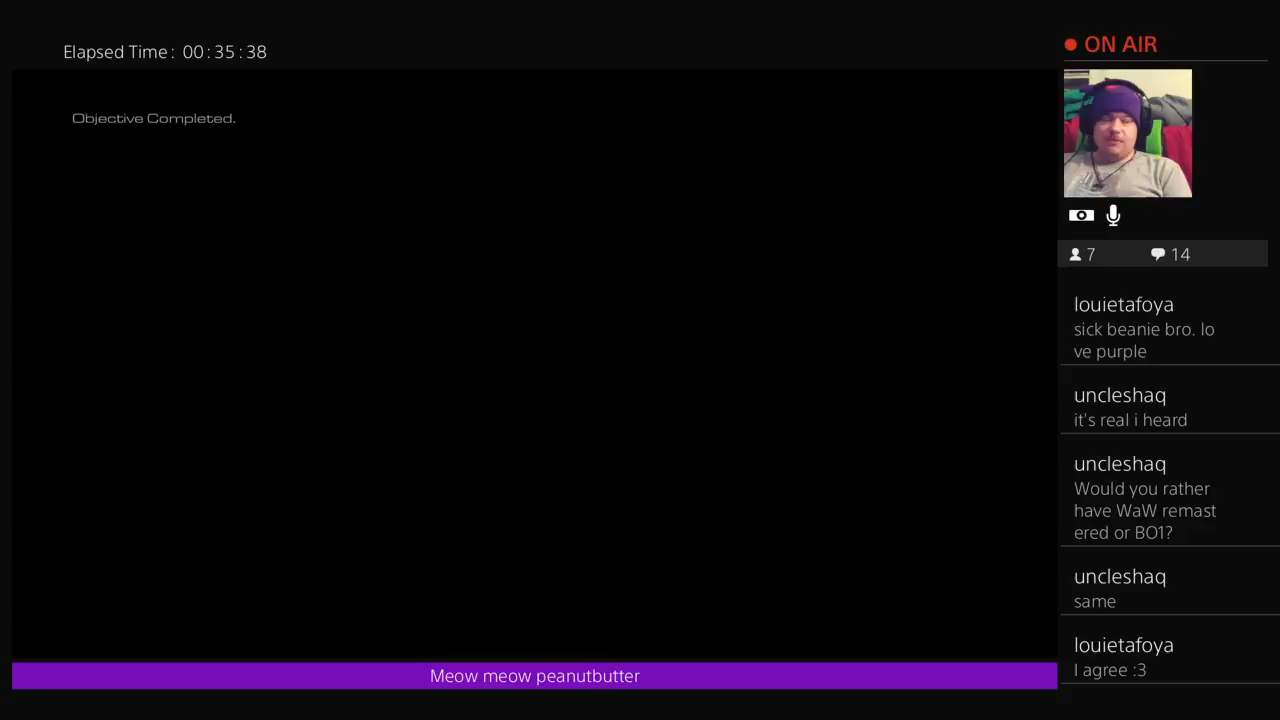 Elapsed Time: 00:35:38
ON AIR
Objective Completed.
7 14
louietafoya
sick beanie bro. lo
ve purple
uncleshaq
it's real i heard
uncleshaq
Would you rather
have WaW remast
ered or BO1?
uncleshaq
same
louietafoya
I agree :3
Meow meow peanutbutter